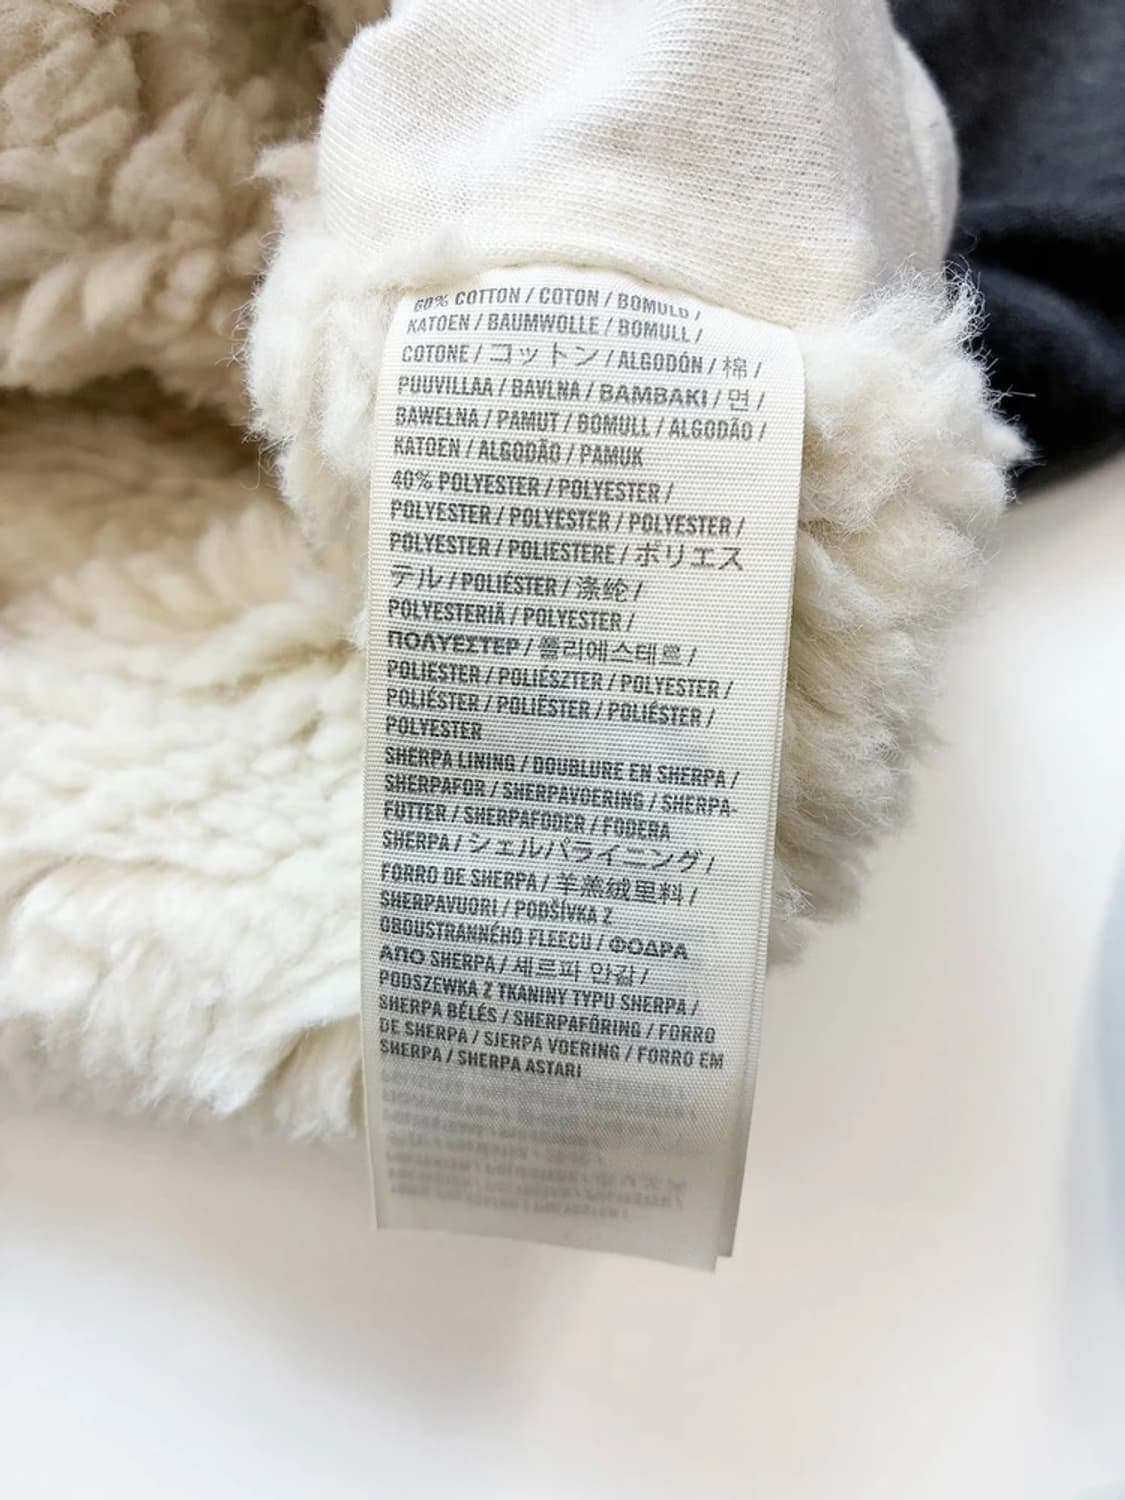 60% COTTON / COTON / BOMULD /
KATOEN / BAUMWOLLE / BOMULL /
COTONE / コットン / ALGODÓN / 棉 /
PUUVILLAA / BAVLNA / BAMBAKI / 면 /
BAWEŁNA / PAMUT / BOMULL / ALGODÃO /
KATOEN / ALGODÃO / PAMUK
40% POLYESTER / POLYESTER /
POLYESTER / POLYESTER / POLYESTER /
POLYESTER / POLIESTERE / ポリエス
テル / POLIÉSTER / 涤纶 /
POLYESTERIÄ / POLYESTER /
ΠΟΛΥΕΣΤΕΡ / 폴리에스테르 /
POLIESTER / POLIÉSZTER / POLYESTER /
POLIÉSTER / POLIËSTER / POLIÉSTER /
POLYESTER
SHERPA LINING / DOUBLURE EN SHERPA /
SHERPAFOR / SHERPAVOERING / SHERPA-
FUTTER / SHERPAFODER / FODERA
SHERPA / シェルパライニング /
FORRO DE SHERPA / 羊羔绒里料 /
SHERPAVUORI / PODŠÍVKA Z
OBOUSTRANNÉHO FLEECU / ΦΟΔΡΑ
ΑΠΟ SHERPA / 셰르파 안감 /
PODSZEWKA Z TKANINY TYPU SHERPA /
SHERPA BÉLÉS / SHERPAFÔRING / FORRO
DE SHERPA / SJERPA VOERING / FORRO EM
SHERPA / SHERPA ASTARI